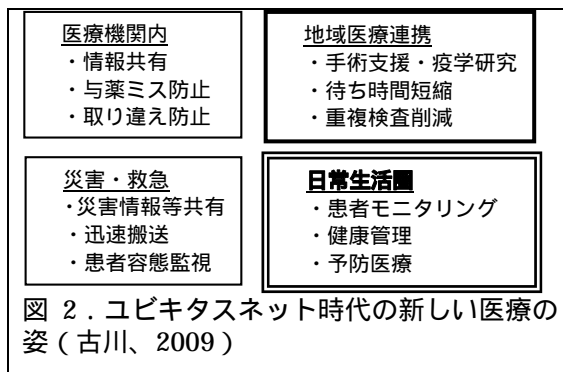 医療機関内
・情報共有
・与薬ミス防止
・取り違え防止
地域医療連携
・手術支援・疫学研究
・待ち時間短縮
・重複検査削減
災害・救急
・災害情報等共有
・迅速搬送
・患者容態監視
日常生活圏
・患者モニタリング
・健康管理
・予防医療
図 2．ユビキタスネット時代の新しい医療の
姿（古川、2009）